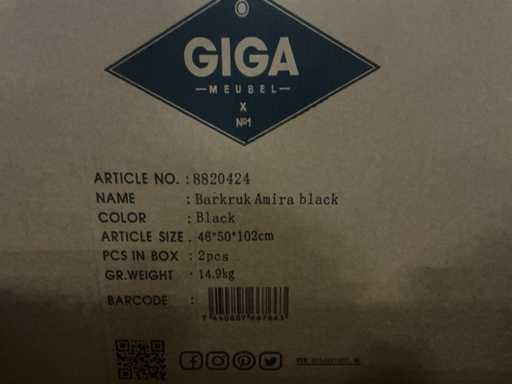 GIGA
MEUBEL
X
Nº1
ARTICLE NO. : 8820424
NAME : Barkruk Amira black
COLOR : Black
ARTICLE SIZE : 46*50*102cm
PCS IN BOX : 2pcs
GR.WEIGHT : 14.9kg
BARCODE :